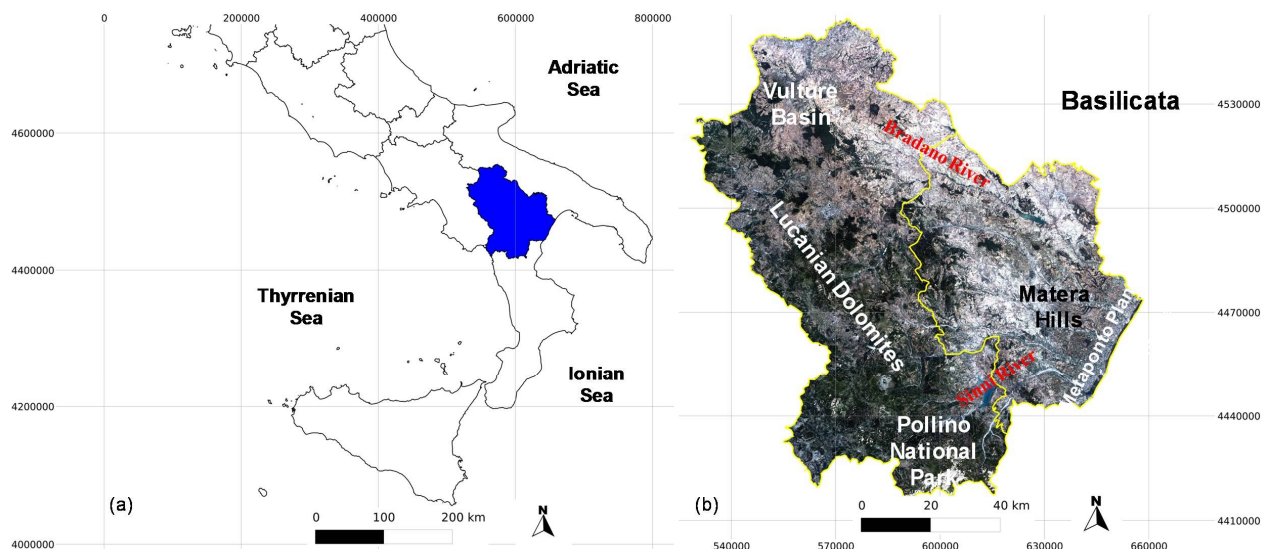 0 200000 400000 600000 800000
Adriatic
Sea
4600000
4400000
Thyrrenian
Sea
Ionian
Sea
4200000
(a)
N
0 100 200 km
4000000
Basilicata
Vulture
Basin
4530000
Bradano River
4500000
Lucanian Dolomites
Matera
Hills
4470000
Metaponto Plan
Sinni River
4440000
Pollino
National
Park
(b)
N
0 20 40 km
4410000
540000 570000 600000 630000 660000